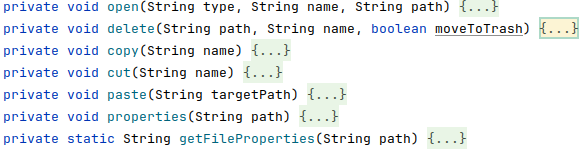 private void open(String type, String name, String path) {...}
private void delete(String path, String name, boolean moveToTrash) {...}
private void copy(String name) {...}
private void cut(String name) {...}
private void paste(String targetPath) {...}
private void properties(String path) {...}
private static String getFileProperties(String path) {...}